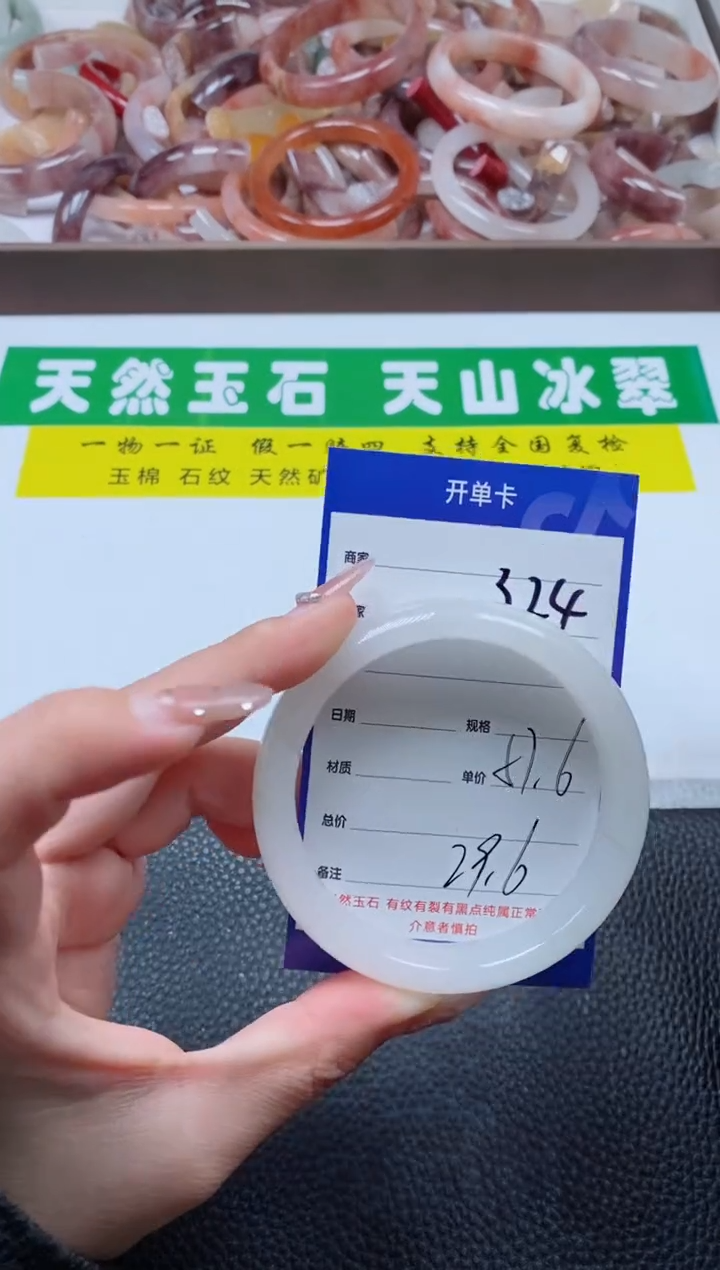 天然玉石 天山冰翠
一物一证 假一赔四 支持全国复检
玉棉 石纹 天然矿
开单卡
商家
324
家
日期 规格
材质 单价 57.6
总价
备注 29.6
然玉石 有纹有裂有黑点纯属正常
介意者慎拍